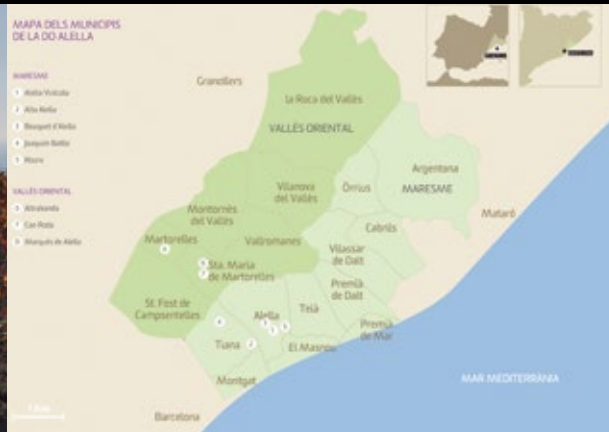 MAPA DELS MUNICIPIS
DE LA DO ALELLA
MARESME
1 Alella Vinícola
2 Alta Alella
3 Bouquet d'Alella
4 Joaquim Batlle
5
VALLÈS ORIENTAL
6 Altrabanda
7 Can Roda
8 Marquès de Alella
Granollers
la Roca del Vallès
VALLÈS ORIENTAL
Argentona
MARESME
Òrrius
Vilanova
del Vallès
Mataró
Montornès
del Vallès
Cabrils
Martorelles
Vallromanes
Vilassar
de Dalt
Sta. Maria
de Martorelles
Premià
de Dalt
St. Fost de
Campsentelles
Teià
Alella
Premià
de Mar
Tiana
El Masnou
Montgat
MAR MEDITERRÀNIA
Barcelona